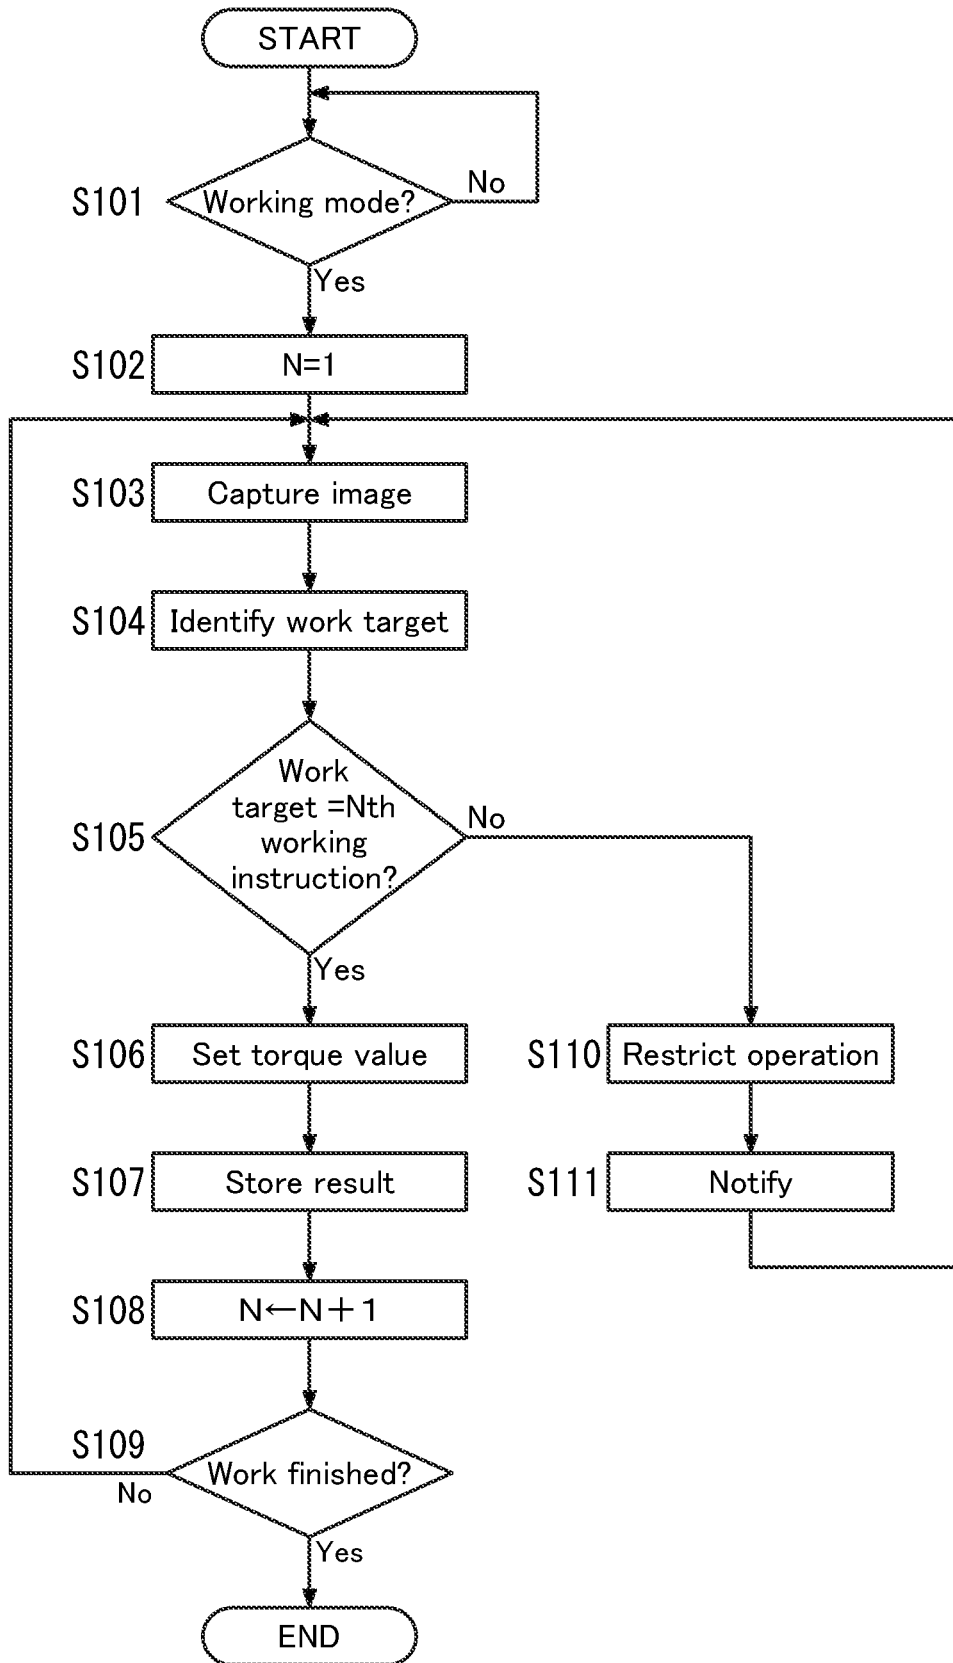 START
S101
Working mode?
No
Yes
S102
N=1
S103
Capture image
S104
Identify work target
S105
Work
target =Nth
working
instruction?
No
Yes
S106
Set torque value
S110
Restrict operation
S107
Store result
S111
Notify
S108
N←N+1
S109
Work finished?
No
Yes
END